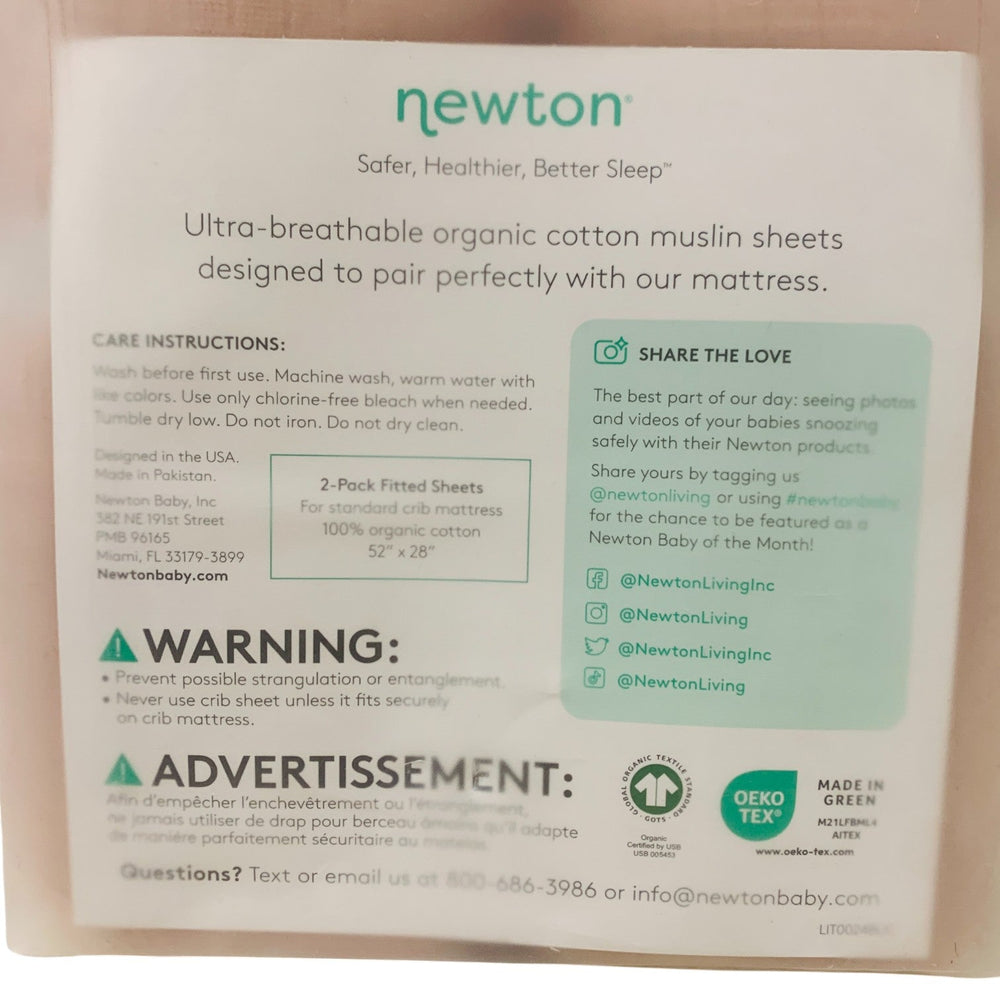 newton®
Safer, Healthier, Better Sleep™
Ultra-breathable organic cotton muslin sheets
designed to pair perfectly with our mattress.
CARE INSTRUCTIONS:
Wash before first use. Machine wash, warm water with
like colors. Use only chlorine-free bleach when needed.
Tumble dry low. Do not iron. Do not dry clean.
Designed in the USA.
Made in Pakistan.
Newton Baby, Inc
382 NE 191st Street
PMB 96165
Miami, FL 33179-3899
Newtonbaby.com
2-Pack Fitted Sheets
For standard crib mattress
100% organic cotton
52" x 28"
SHARE THE LOVE
The best part of our day: seeing photos
and videos of your babies snoozing
safely with their Newton products.
Share yours by tagging us
@newtonliving or using #newtonbaby
for the chance to be featured as a
Newton Baby of the Month!
@NewtonLivingInc
@NewtonLiving
@NewtonLivingInc
@NewtonLiving
WARNING:
• Prevent possible strangulation or entanglement.
• Never use crib sheet unless it fits securely
on crib mattress.
ADVERTISSEMENT:
Afin d'empêcher l'enchevêtrement ou l'étranglement,
ne jamais utiliser de drap pour berceau à moins qu'il adapte
de manière parfaitement sécuritaire au matelas.
GLOBAL ORGANIC TEXTILE STANDARD · GOTS ·
Organic
Certified by USB
USB 005453
OEKO
TEX®
MADE IN
GREEN
M21LFBML4
AITEX
www.oeko-tex.com
Questions? Text or email us at 800-686-3986 or info@newtonbaby.com